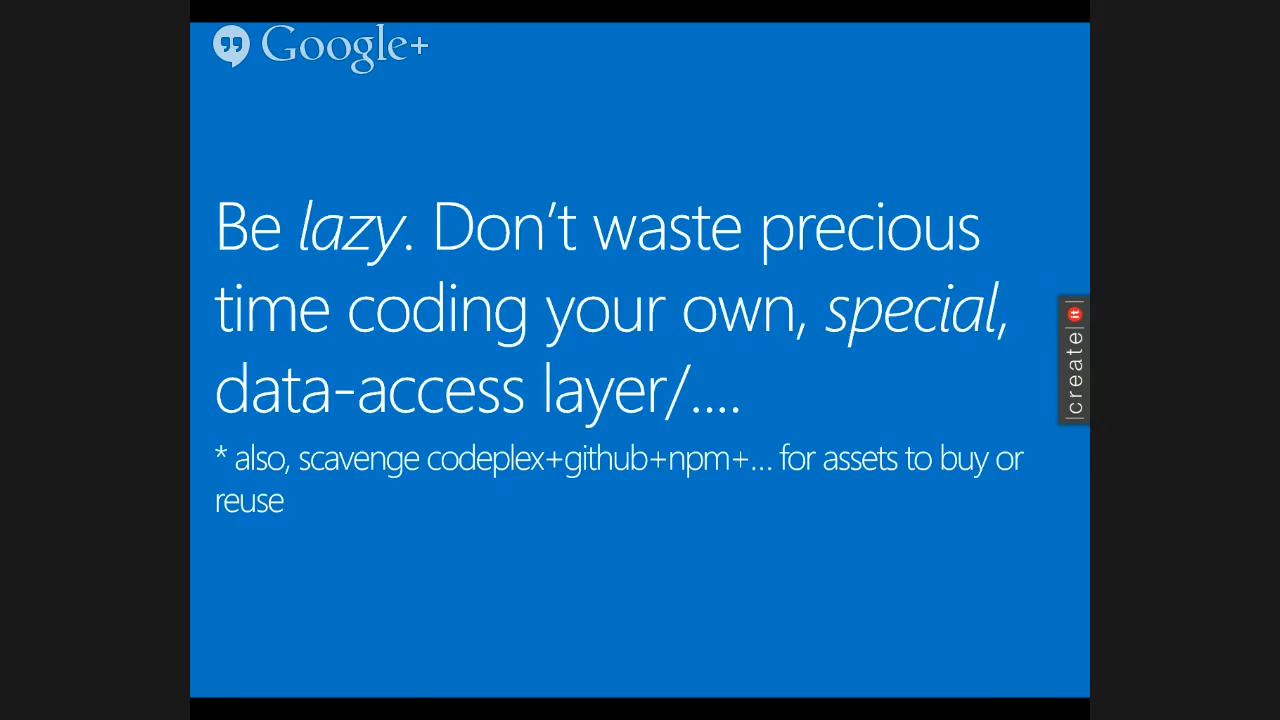 Google+
Be lazy. Don't waste precious
time coding your own, special,
data-access layer/....
* also, scavenge codeplex+github+npm+... for assets to buy or
reuse
|create|it|